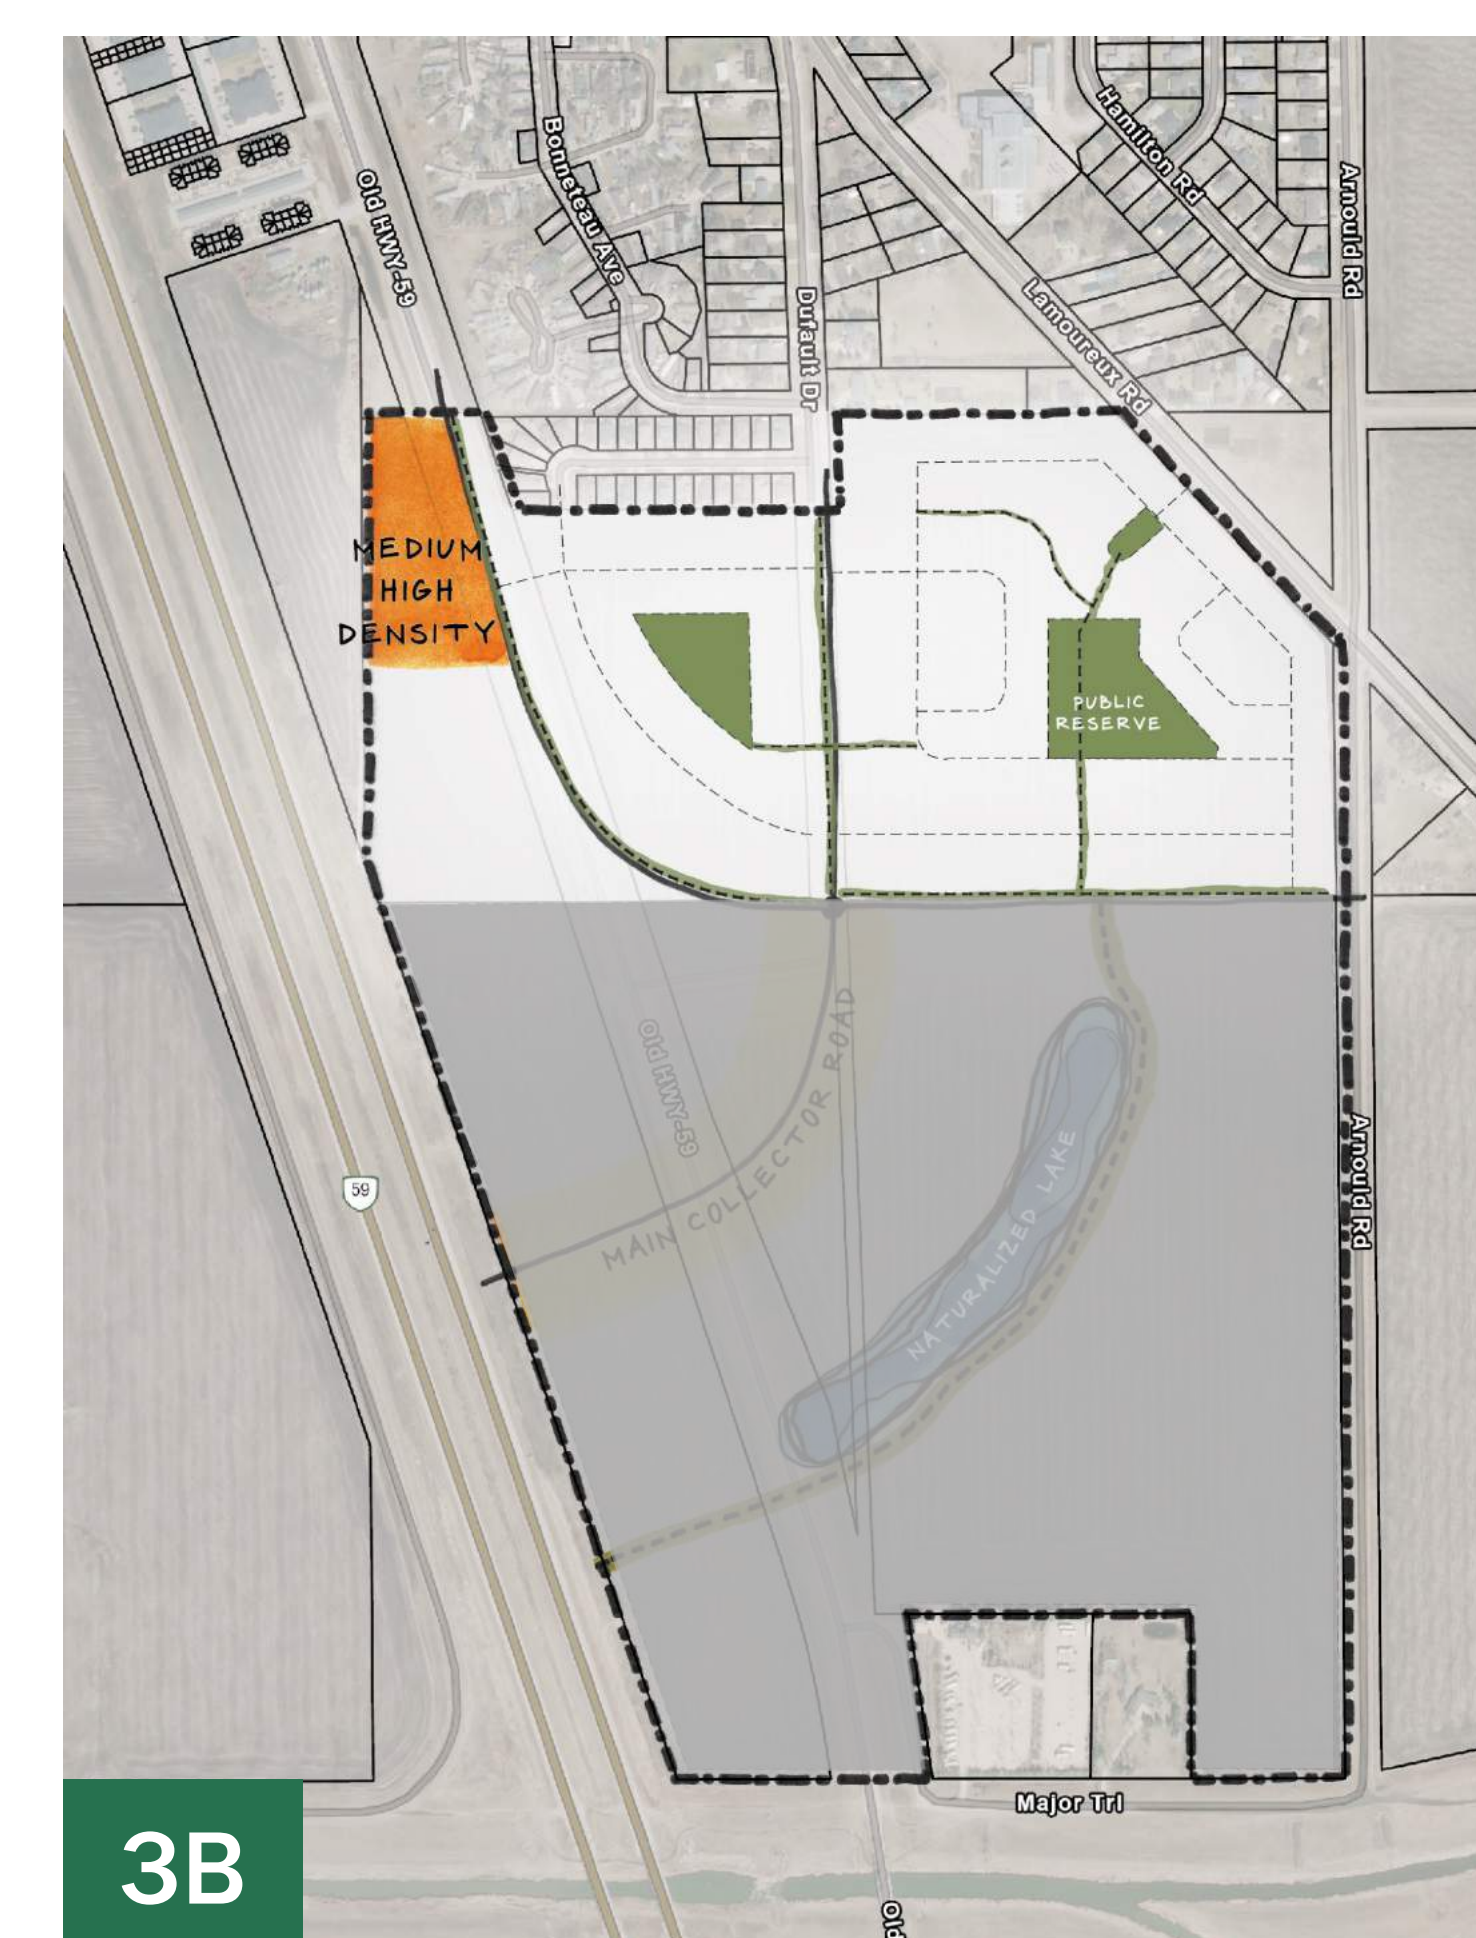 Old HWY-59
Bonneteau Ave
Dufault Dr
Hamilton Rd
Arnould Rd
Lamoureux Rd
MEDIUM
HIGH
DENSITY
PUBLIC
RESERVE
Old HWY-59
MAIN COLLECTOR ROAD
NATURALIZED LAKE
Arnould Rd
59
Major Trl
3B
Old